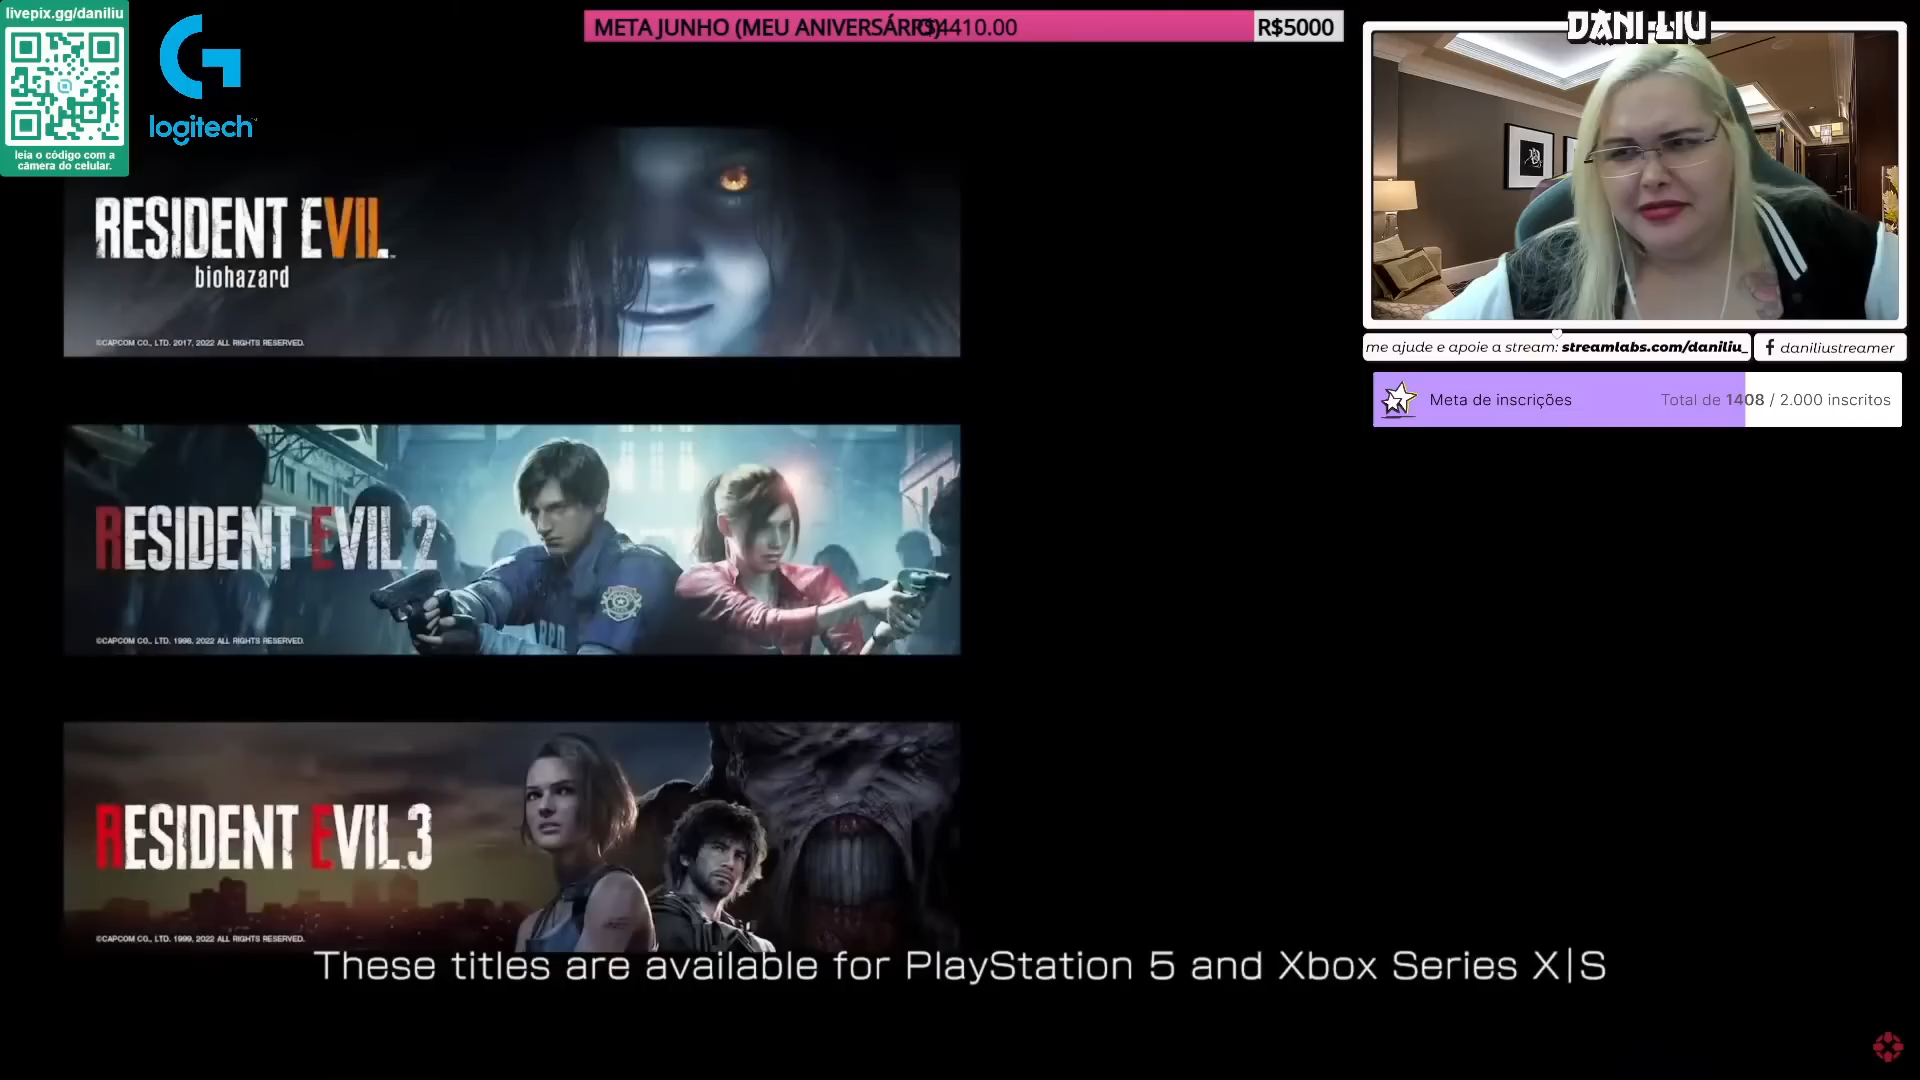 livepix.gg/daniliu
leia o código com a
câmera do celular.
logitech
META JUNHO (MEU ANIVERSÁRIO)
R$4410.00
R$5000
DANI-LIU
RESIDENT EVIL
biohazard
©CAPCOM CO., LTD. 2017, 2022 ALL RIGHTS RESERVED.
me ajude e apoie a stream: streamlabs.com/daniliu_
daniliustreamer
Meta de inscrições
Total de 1408 / 2.000 inscritos
RESIDENT EVIL 2
RPD
©CAPCOM CO., LTD. 1998, 2022 ALL RIGHTS RESERVED.
RESIDENT EVIL 3
©CAPCOM CO., LTD. 1999, 2022 ALL RIGHTS RESERVED.
These titles are available for PlayStation 5 and Xbox Series X|S